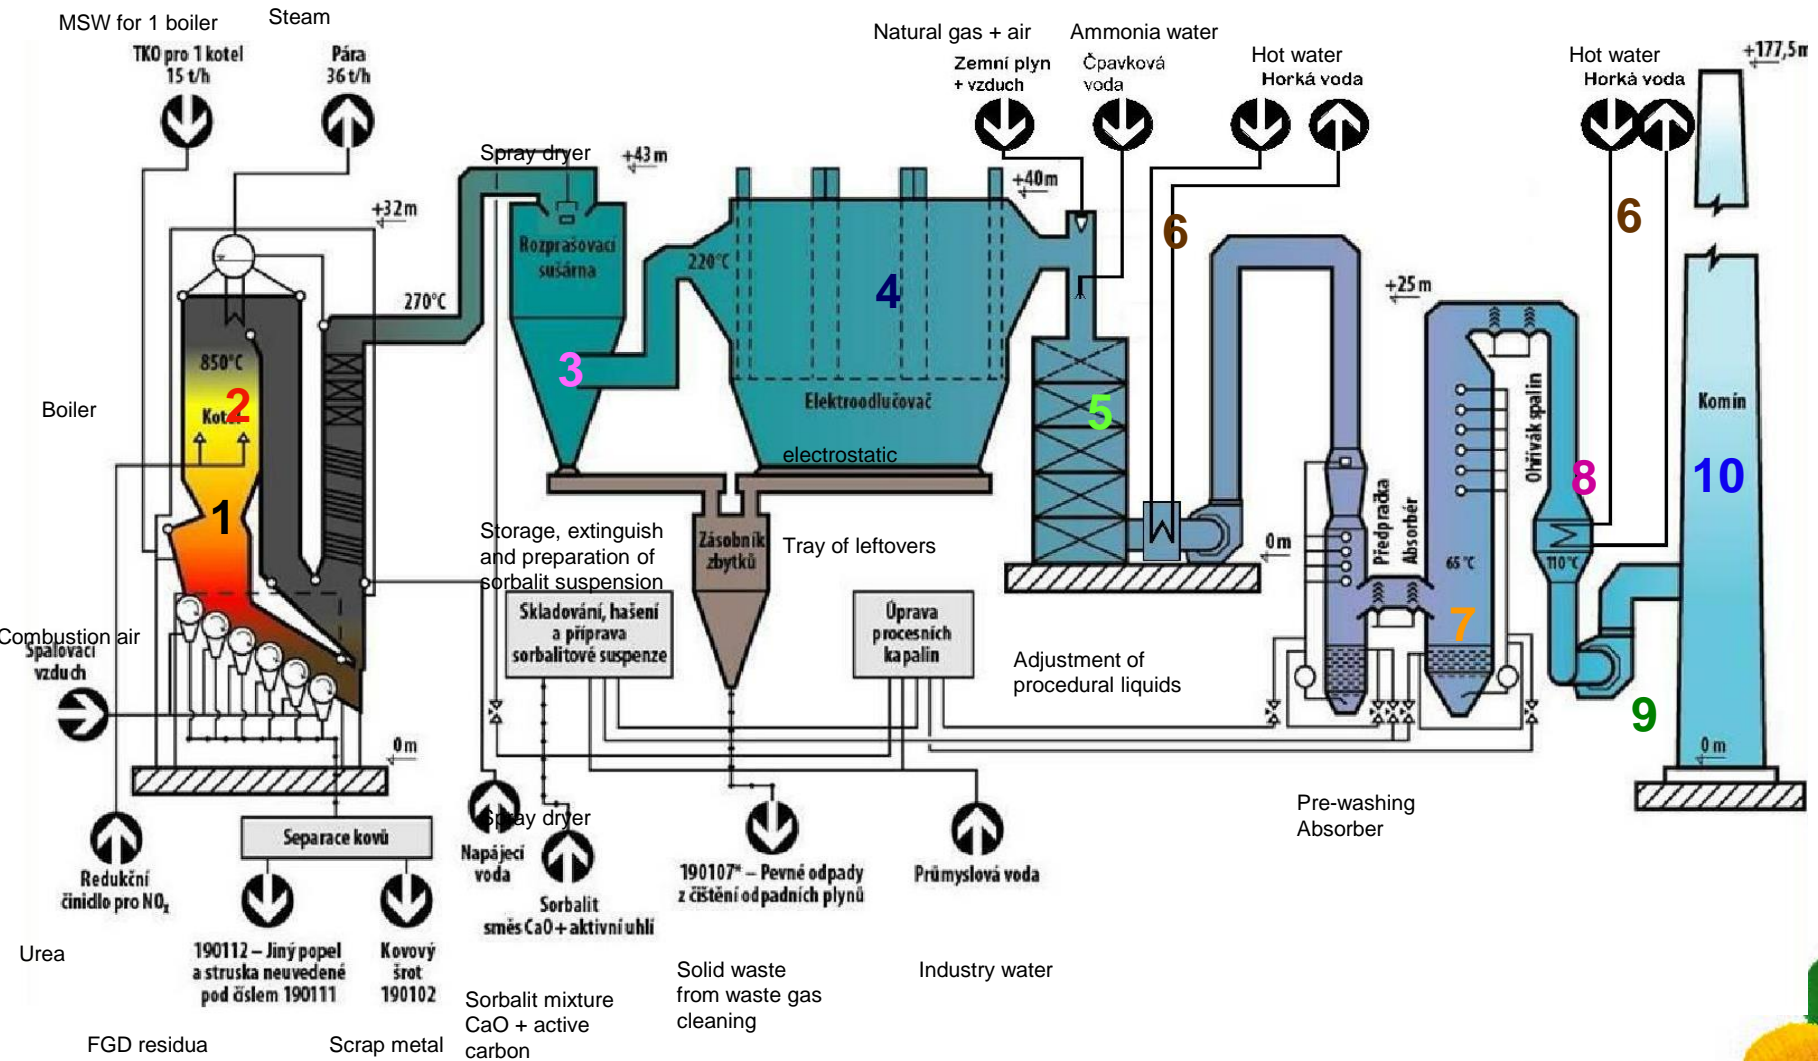 MSW for 1 boiler
Steam
TKO pro 1 kotel
15 t/h
Pára
36 t/h
Natural gas + air
Zemní plyn
+ vzduch
Ammonia water
Čpavková
voda
Hot water
Horká voda
Hot water
Horká voda
+177,5m
Spray dryer
+43 m
+40m
+32m
Rozprašovací
sušárna
220°C
270°C
+25 m
6
6
4
3
850°C
Kotel
2
1
5
Boiler
Elektroodlučovač
electrostatic
Ohřívák spalin
8
Komín
10
Předpračka
Absorbér
65 °C
110°C
7
0 m
Storage, extinguish
and preparation of
sorbalit suspension
Zásobník
zbytků
Tray of leftovers
Skladování, hašení
a příprava
sorbalitové suspenze
Úprava
procesních
kapalin
Adjustment of
procedural liquids
Combustion air
Spalovací
vzduch
9
0 m
0 m
Pre-washing
Absorber
Separace kovů
Spray dryer
Napájecí
voda
Redukční
činidlo pro NOx
Sorbalit
směs CaO + aktivní uhlí
190107* – Pevné odpady
z čištění odpadních plynů
Průmyslová voda
Urea
190112 – Jiný popel
a struska neuvedené
pod číslem 190111
Kovový
šrot
190102
Sorbalit mixture
CaO + active
carbon
Solid waste
from waste gas
cleaning
Industry water
FGD residua
Scrap metal